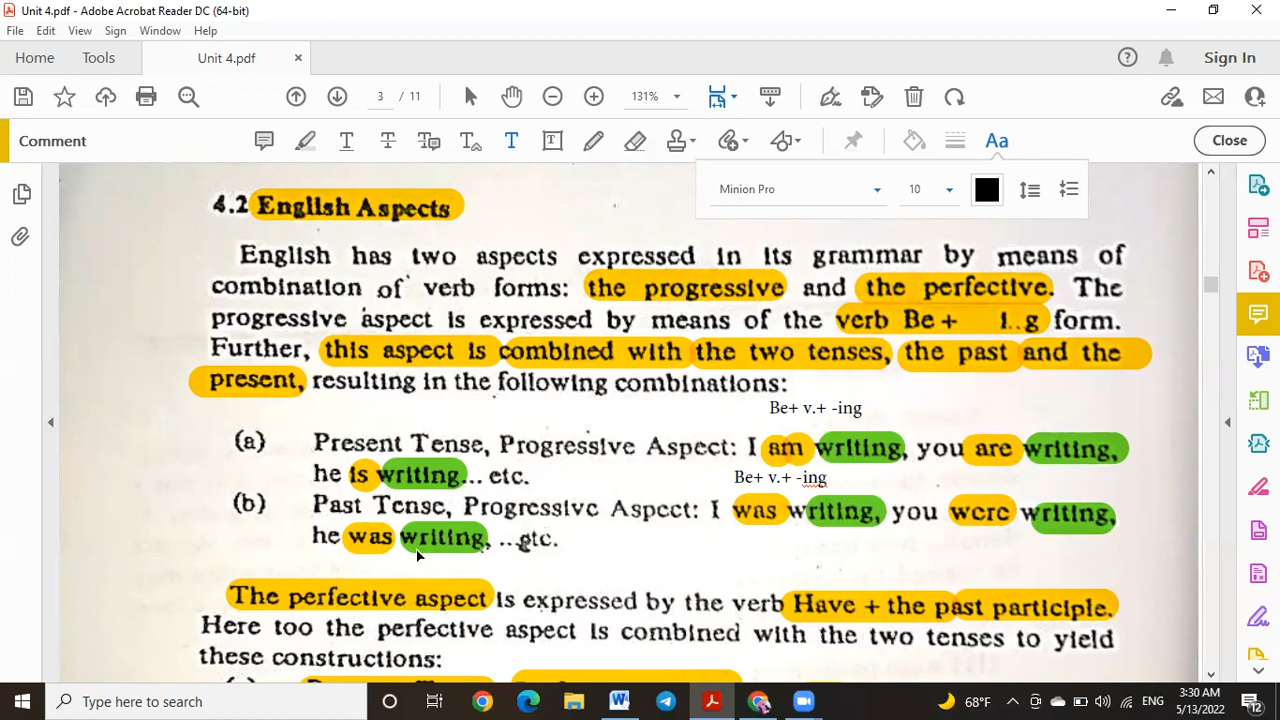 Unit 4.pdf - Adobe Acrobat Reader DC (64-bit)
File Edit View Sign Window Help
Home Tools Unit 4.pdf Sign In
3 / 11 131%
Comment Close
Minion Pro 10
4.2 English Aspects
English has two aspects expressed in its grammar by means of
combination of verb forms: the progressive and the perfective. The
progressive aspect is expressed by means of the verb Be + i..g form.
Further, this aspect is combined with the two tenses, the past and the
present, resulting in the following combinations:
Be+ v.+ -ing
(a) Present Tense, Progressive Aspect: I am writing, you are writing,
he is writing... etc.
Be+ v.+ -ing
(b) Past Tense, Progressive Aspect: I was writing, you were writing,
he was writing, ...etc.
The perfective aspect is expressed by the verb Have + the past participle.
Here too the perfective aspect is combined with the two tenses to yield
these constructions:
Type here to search
68°F ENG 3:30 AM
5/13/2022 12